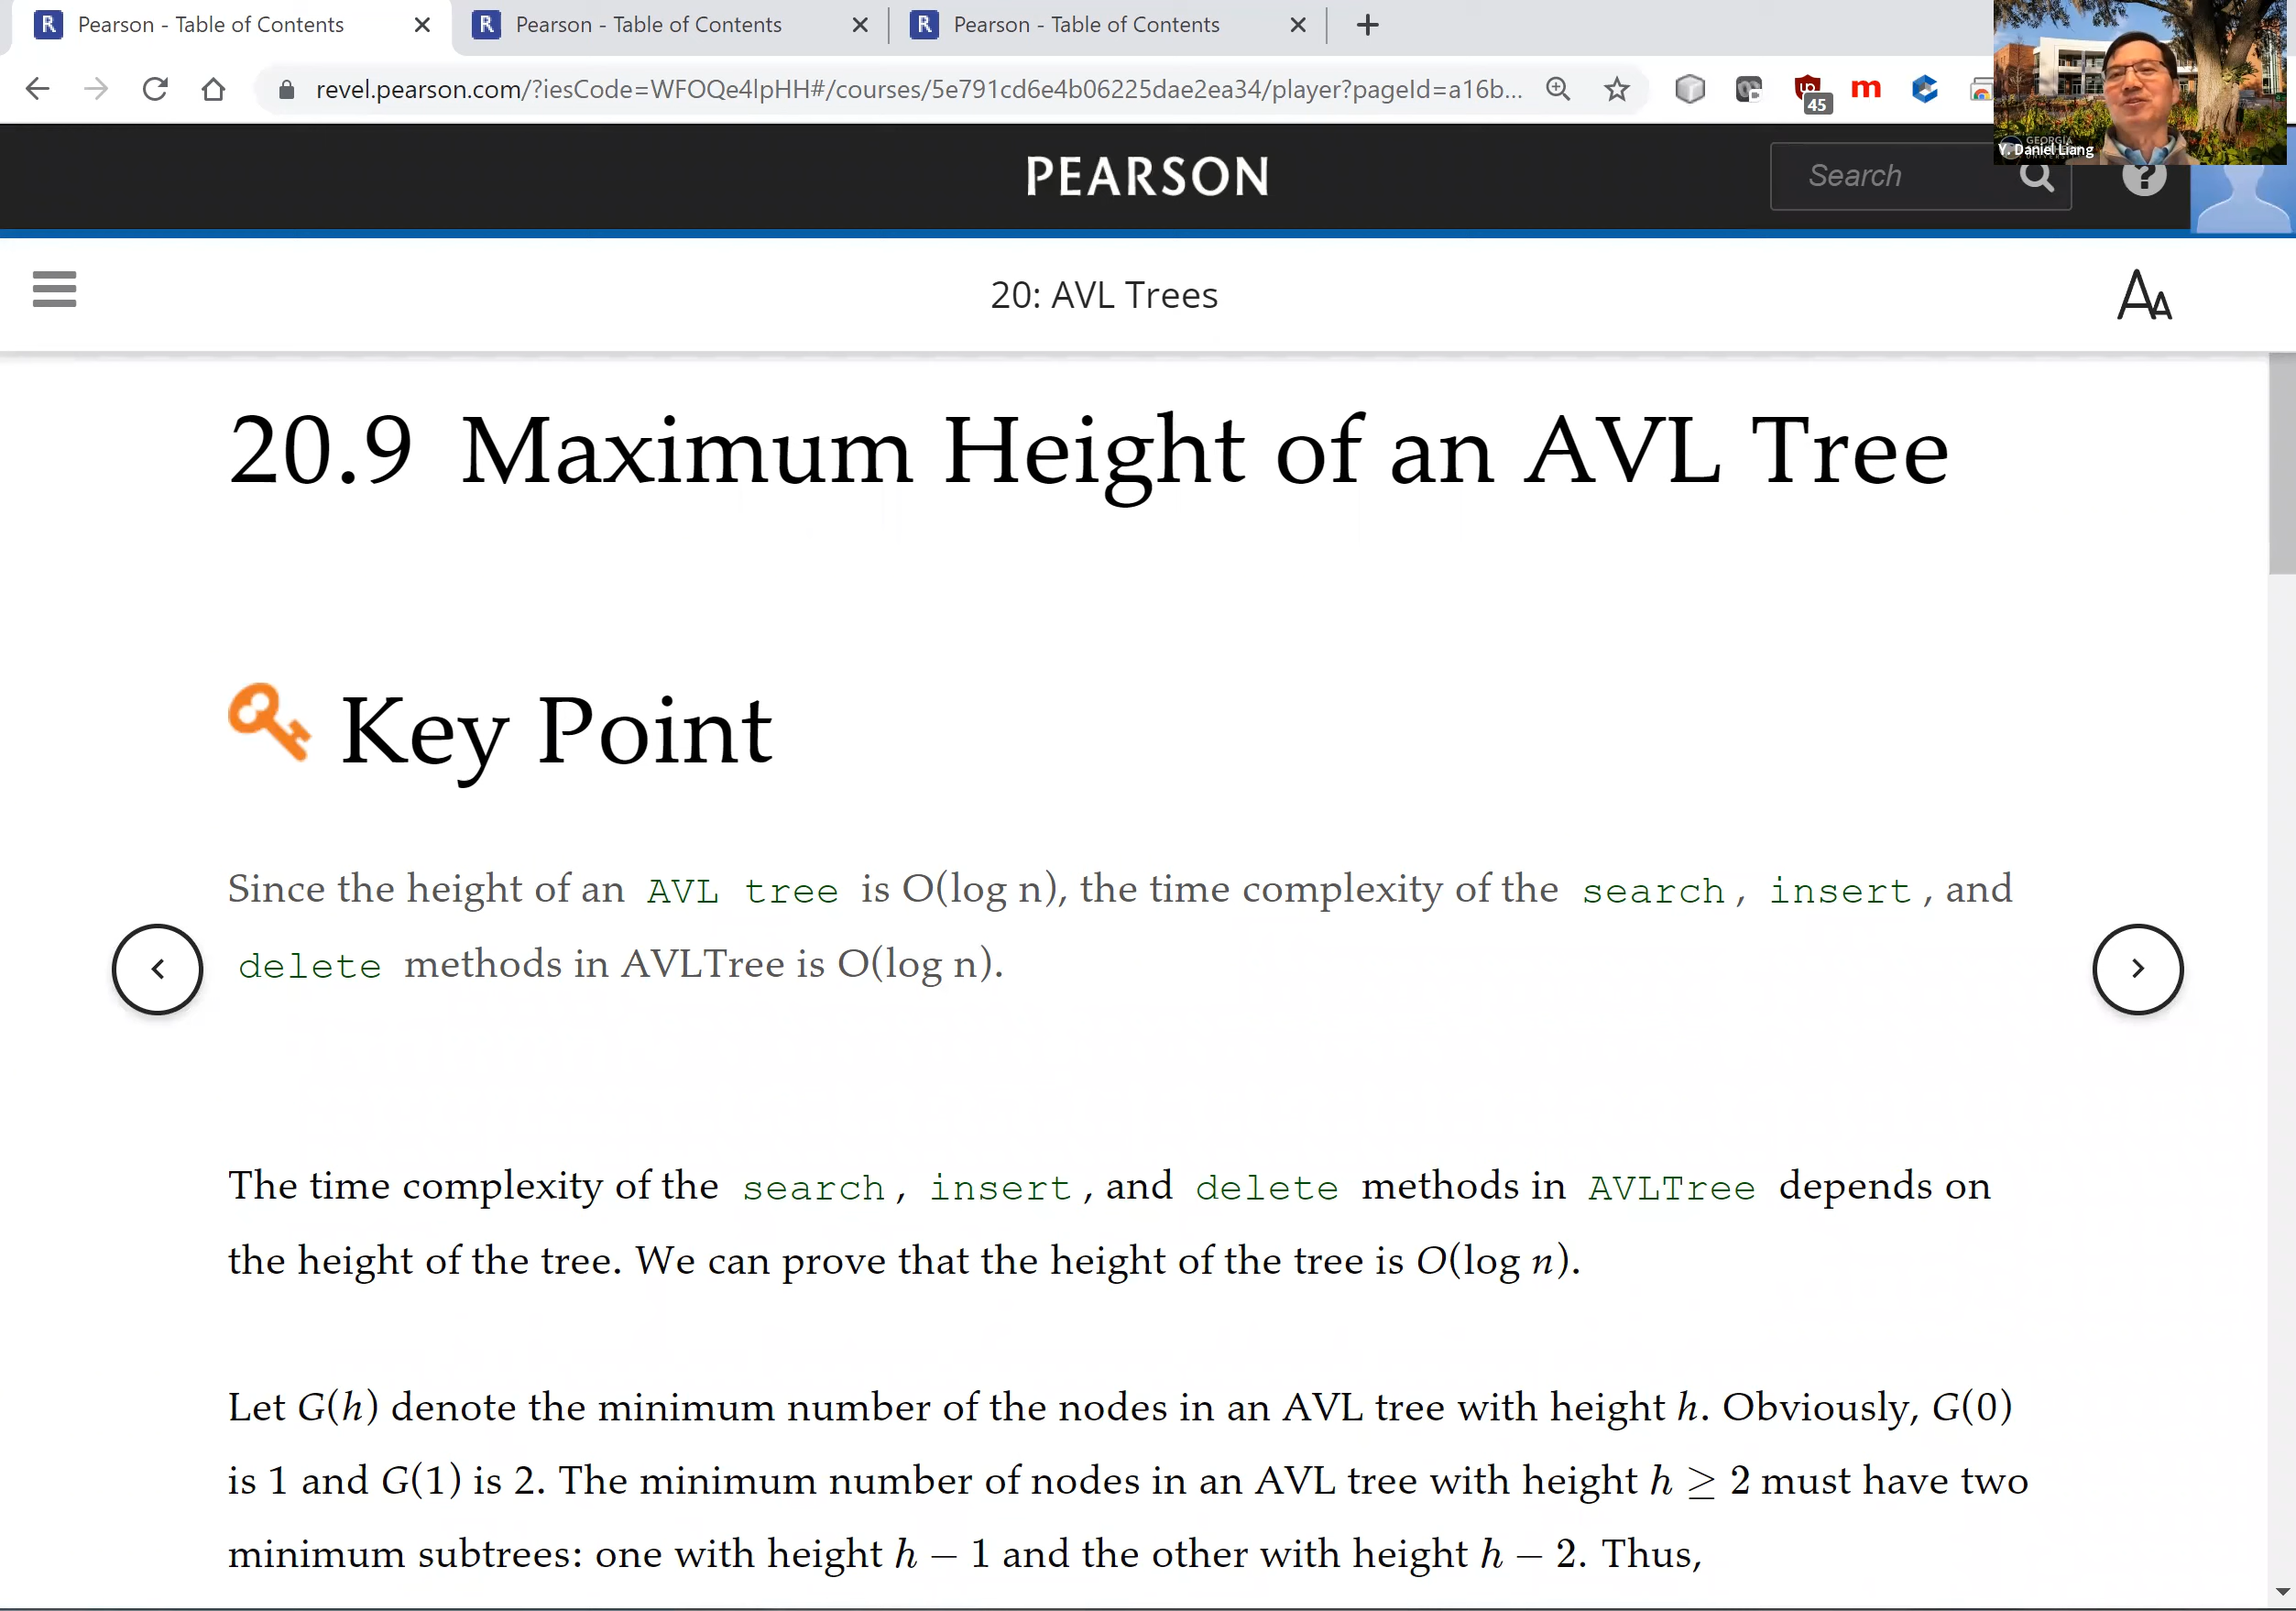 Pearson - Table of Contents
Pearson - Table of Contents
Pearson - Table of Contents
revel.pearson.com/?iesCode=WFOQe4lpHH#/courses/5e791cd6e4b06225dae2ea34/player?pageId=a16b...
45
m
GEORGIA
Y. Daniel Liang
PEARSON
Search
?
20: AVL Trees
AA
20.9 Maximum Height of an AVL Tree
Key Point
Since the height of an AVL tree is O(log n), the time complexity of the search, insert, and
delete methods in AVLTree is O(log n).
The time complexity of the search, insert, and delete methods in AVLTree depends on
the height of the tree. We can prove that the height of the tree is O(log n).
Let G(h) denote the minimum number of the nodes in an AVL tree with height h. Obviously, G(0)
is 1 and G(1) is 2. The minimum number of nodes in an AVL tree with height h ≥ 2 must have two
minimum subtrees: one with height h − 1 and the other with height h − 2. Thus,